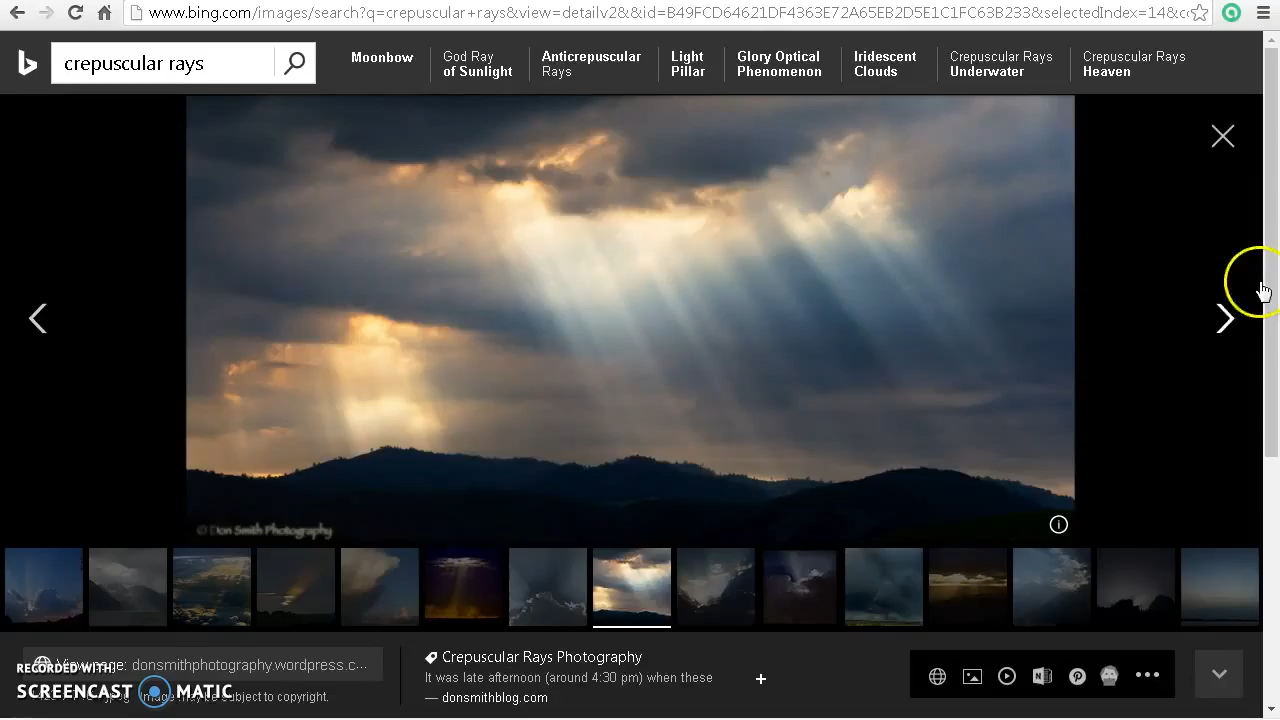 www.bing.com/images/search?q=crepuscular+rays&view=detailv2&&id=B49FCD64F21DF4363E72A65EB2D5E1C1FC63B233&selectedIndex=14&
crepuscular rays
Moonbow
God Ray
of Sunlight
Anticrepuscular
Rays
Light
Pillar
Glory Optical
Phenomenon
Iridescent
Clouds
Crepuscular Rays
Underwater
Crepuscular Rays
Heaven
© Don Smith Photography
View page: donsmithphotography.wordpress.c...
Image may be subject to copyright.
RECORDED WITH:
SCREENCAST MATIC
Crepuscular Rays Photography
It was late afternoon (around 4:30 pm) when these
— donsmithblog.com